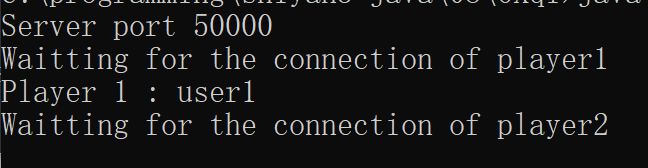 Server port 50000
Waitting for the connection of player1
Player 1 : user1
Waitting for the connection of player2